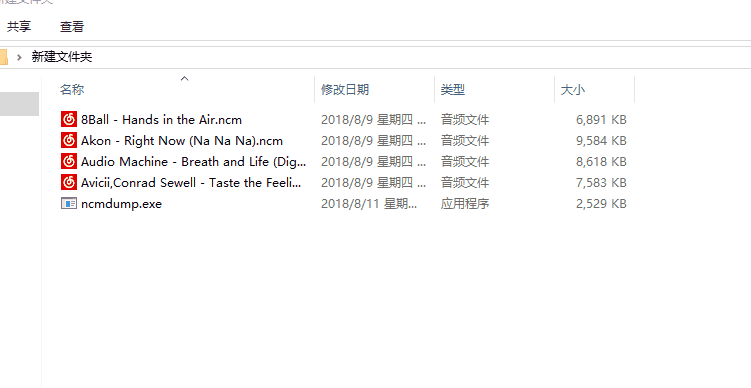 共享 查看
新建文件夹
名称 修改日期 类型 大小
8Ball - Hands in the Air.ncm 2018/8/9 星期四 ... 音频文件 6,891 KB
Akon - Right Now (Na Na Na).ncm 2018/8/9 星期四 ... 音频文件 9,584 KB
Audio Machine - Breath and Life (Dig... 2018/8/9 星期四 ... 音频文件 8,618 KB
Avicii,Conrad Sewell - Taste the Feeli... 2018/8/9 星期四 ... 音频文件 7,583 KB
ncmdump.exe 2018/8/11 星期... 应用程序 2,529 KB